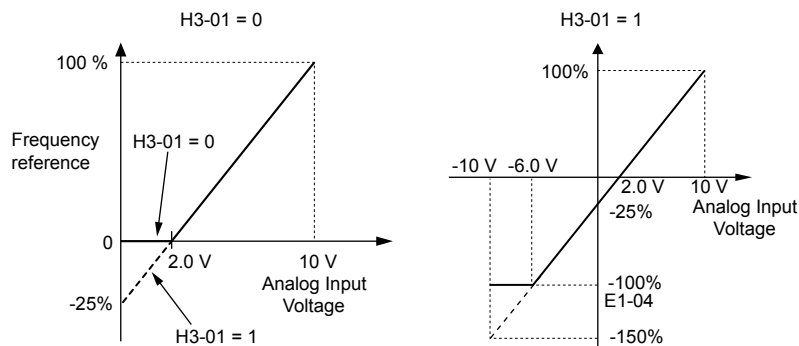 H3-01 = 0
100 %
Frequency
reference
H3-01 = 0
0
2.0 V
10 V
Analog Input
Voltage
-25%
H3-01 = 1
H3-01 = 1
100%
-10 V
-6.0 V
2.0 V
10 V
Analog Input
Voltage
-25%
-100%
E1-04
-150%